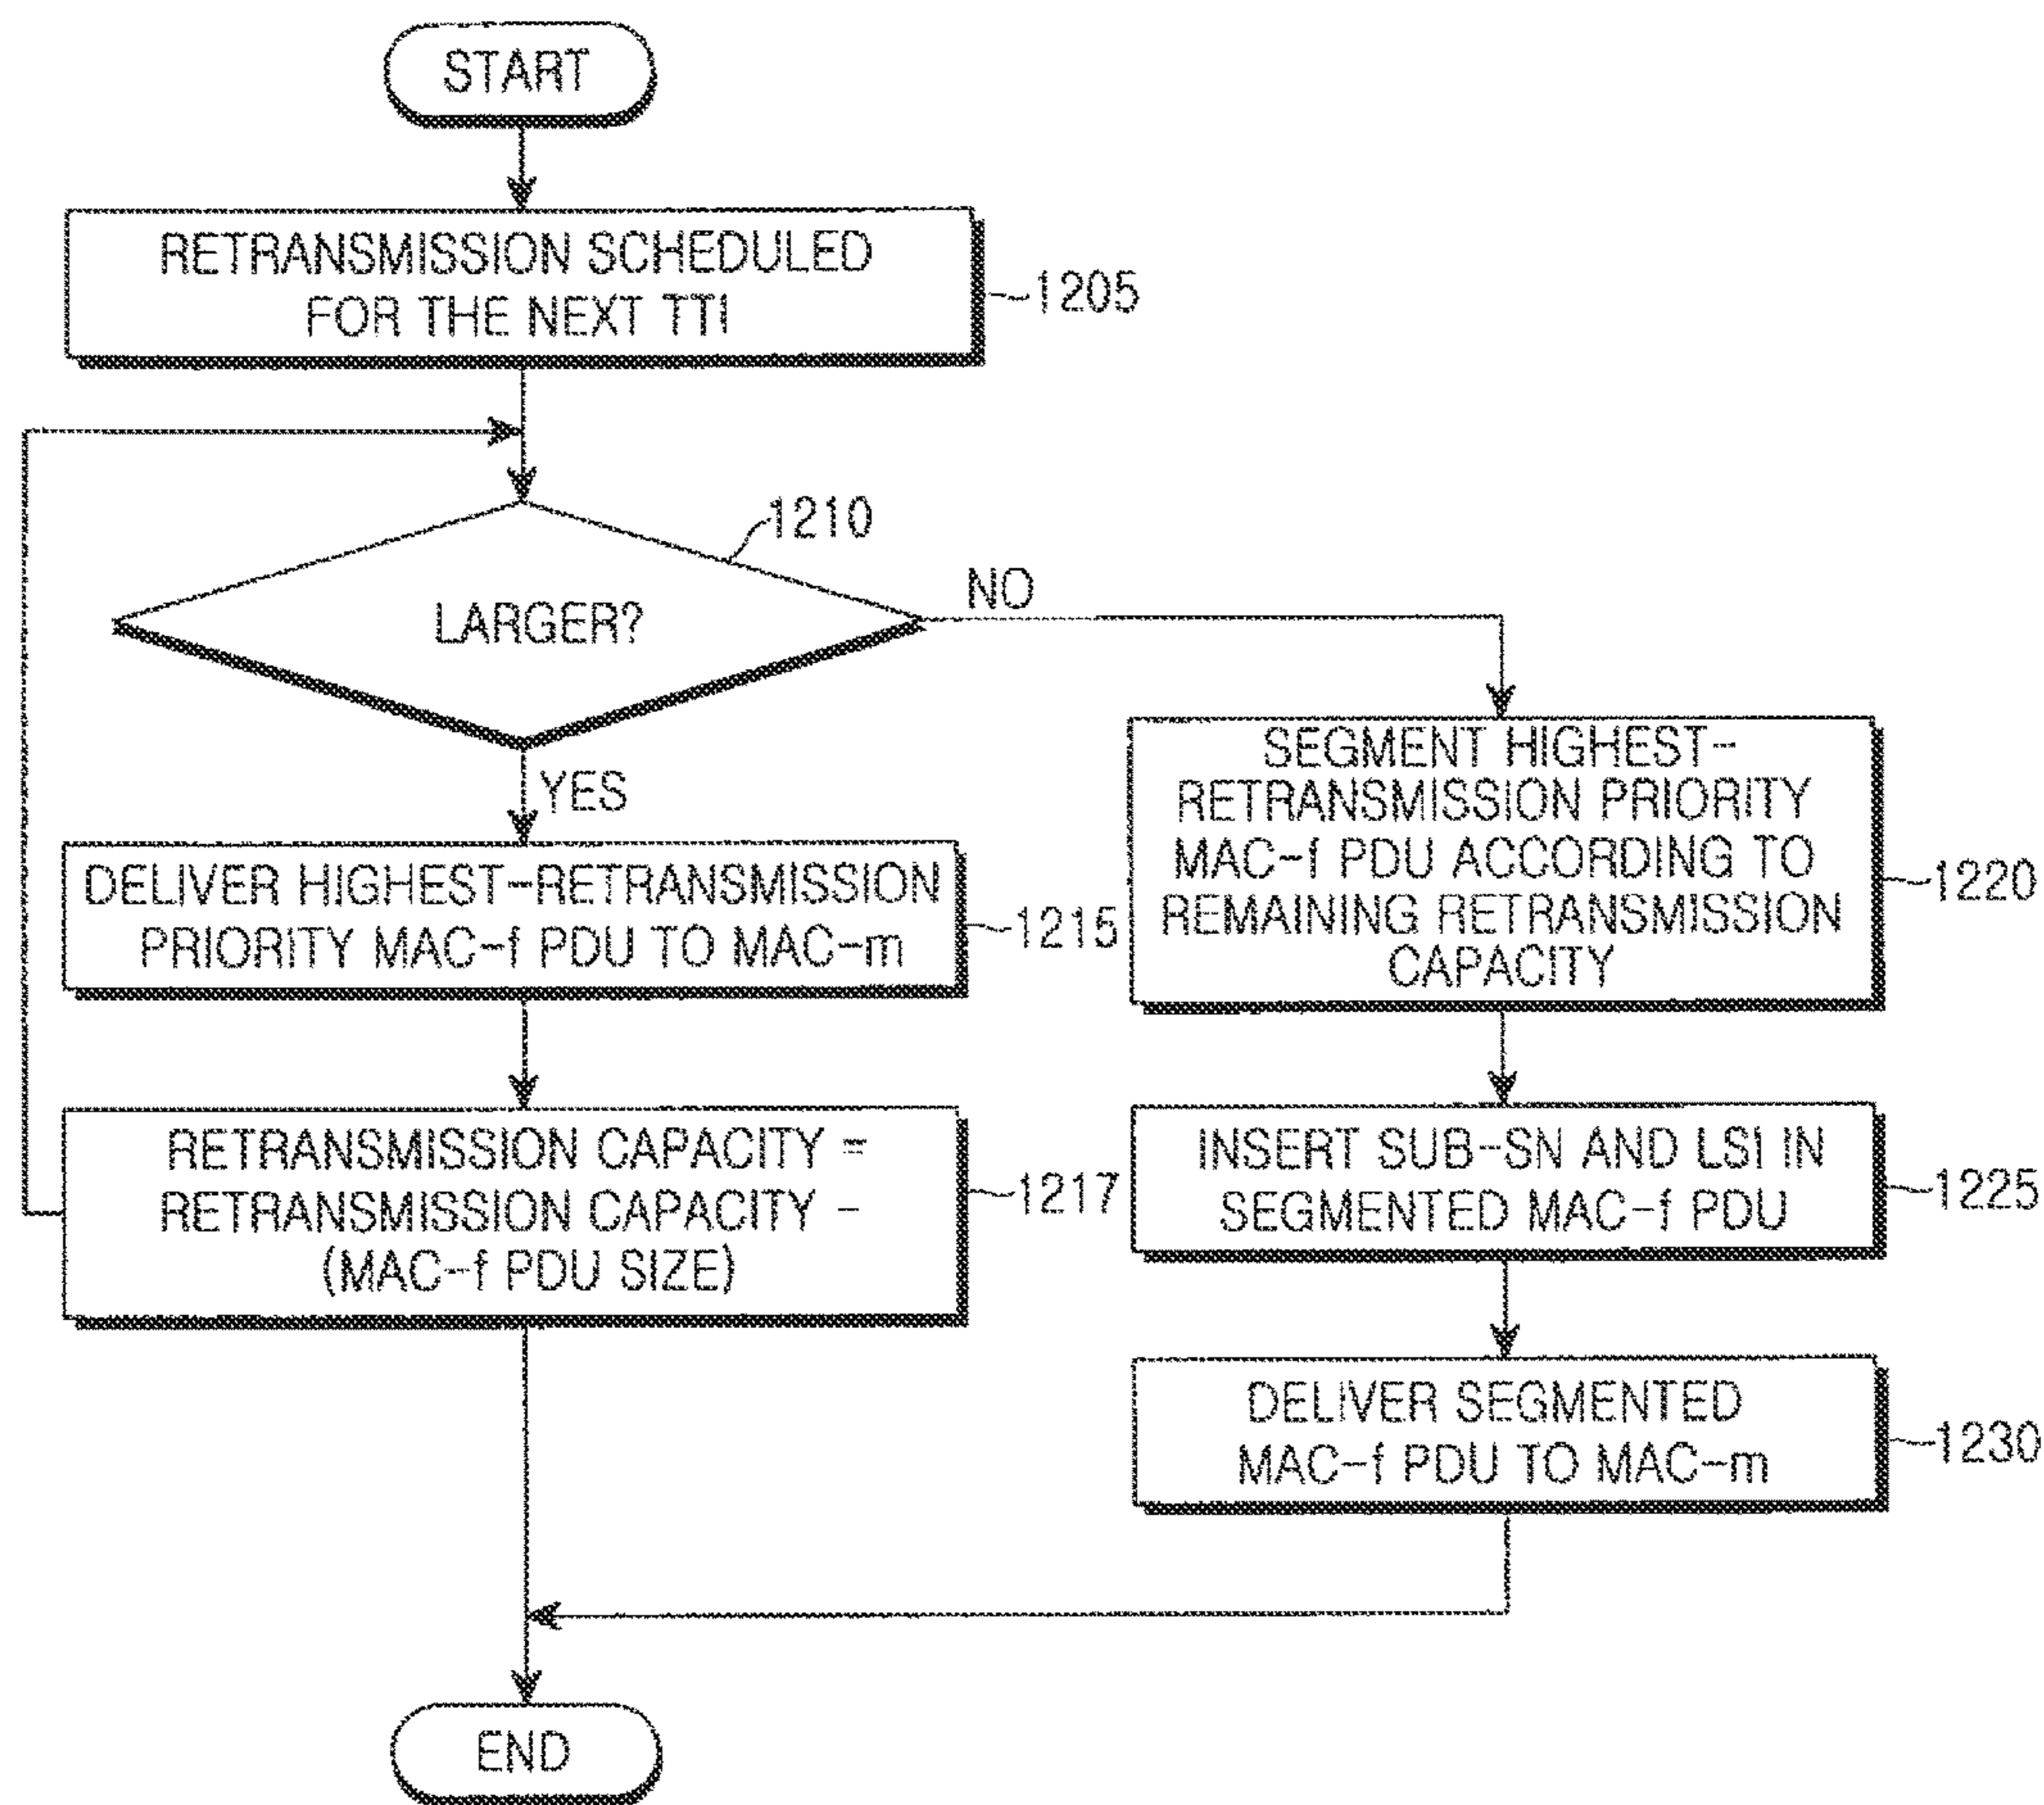 START
RETRANSMISSION SCHEDULED
FOR THE NEXT TTI
1205
1210
LARGER?
NO
YES
SEGMENT HIGHEST-
RETRANSMISSION PRIORITY
MAC-f PDU ACCORDING TO
REMAINING RETRANSMISSION
CAPACITY
1220
DELIVER HIGHEST-RETRANSMISSION
PRIORITY MAC-f PDU TO MAC-m
1215
RETRANSMISSION CAPACITY =
RETRANSMISSION CAPACITY -
(MAC-f PDU SIZE)
1217
INSERT SUB-SN AND LSI IN
SEGMENTED MAC-f PDU
1225
DELIVER SEGMENTED
MAC-f PDU TO MAC-m
1230
END